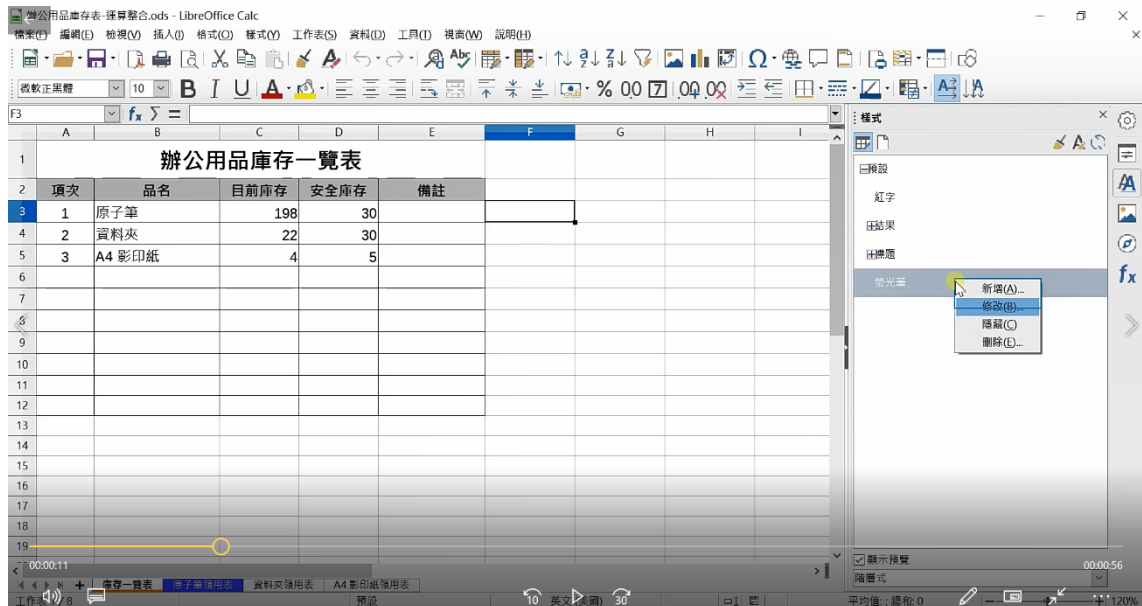 辦公用品庫存表-運算整合.ods - LibreOffice Calc
檔案(F) 編輯(E) 檢視(V) 插入(I) 格式(O) 樣式(Y) 工作表(S) 資料(D) 工具(T) 視窗(W) 說明(H)
微軟正黑體 10
F3
A B C D E F G H I
1 辦公用品庫存一覽表
2 項次 品名 目前庫存 安全庫存 備註
3 1 原子筆 198 30
4 2 資料夾 22 30
5 3 A4 影印紙 4 5
6
7
8
9
10
11
12
13
14
15
16
17
18
19
樣式
預設
紅字
結果
標題
螢光筆
新增(A)...
修改(B)...
隱藏(C)
刪除(E)...
顯示預覽
階層式
00:00:11
00:00:56
庫存一覽表 原子筆領用表 資料夾領用表 A4 影印紙領用表
預設
10 30
平均值: ; 總和: 0
120%